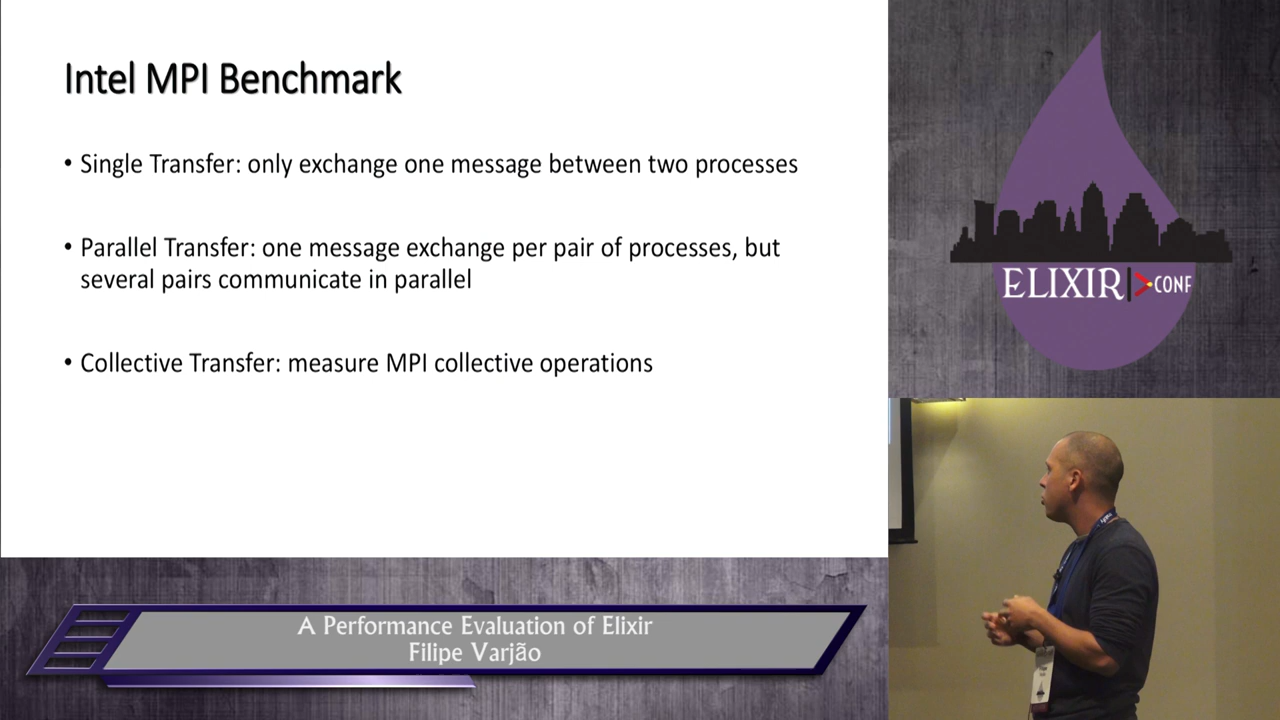 Intel MPI Benchmark
• Single Transfer: only exchange one message between two processes
• Parallel Transfer: one message exchange per pair of processes, but
several pairs communicate in parallel
• Collective Transfer: measure MPI collective operations
ELIXIR CONF
A Performance Evaluation of Elixir
Filipe Varjão